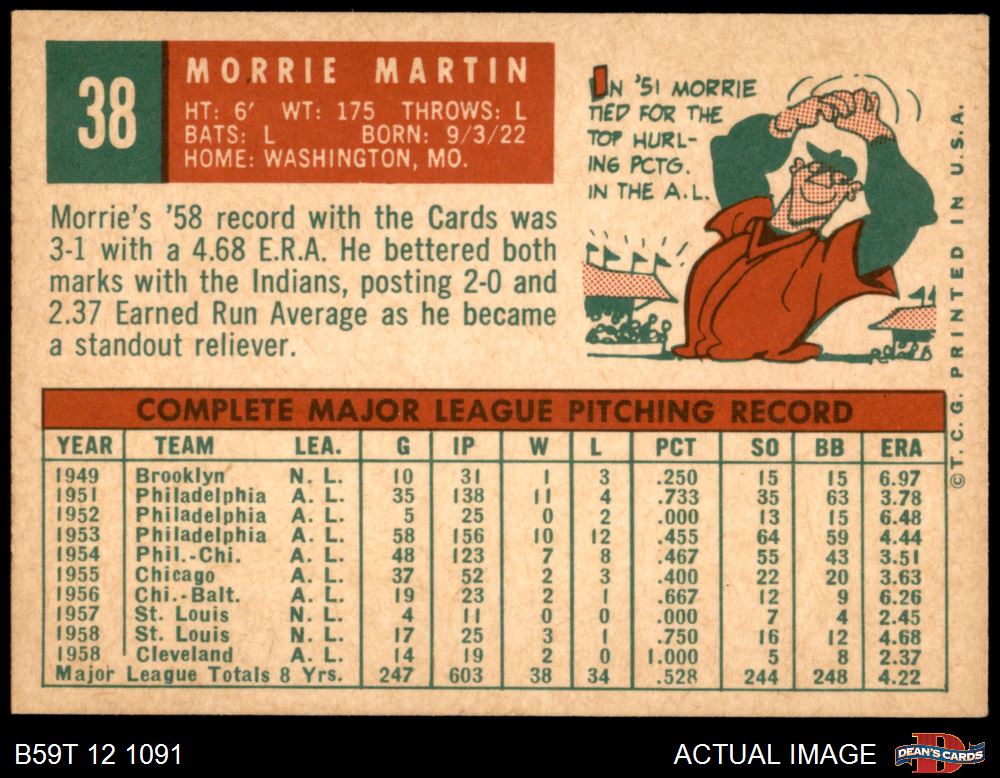 38
MORRIE MARTIN
HT: 6' WT: 175 THROWS: L
BATS: L BORN: 9/3/22
HOME: WASHINGTON, MO.
Morrie's '58 record with the Cards was
3-1 with a 4.68 E.R.A. He bettered both
marks with the Indians, posting 2-0 and
2.37 Earned Run Average as he became
a standout reliever.
IN '51 MORRIE
TIED FOR THE
TOP HURL-
ING PCTG.
IN THE A.L.
COMPLETE MAJOR LEAGUE PITCHING RECORD
YEAR TEAM LEA. G IP W L PCT SO BB ERA
1949 Brooklyn N. L. 10 31 1 3 .250 15 15 6.97
1951 Philadelphia A. L. 35 138 11 4 .733 35 63 3.78
1952 Philadelphia A. L. 5 25 0 2 .000 13 15 6.48
1953 Philadelphia A. L. 58 156 10 12 .455 64 59 4.44
1954 Phil.-Chi. A. L. 48 123 7 8 .467 55 43 3.51
1955 Chicago A. L. 37 52 2 3 .400 22 20 3.63
1956 Chi.-Balt. A. L. 19 23 2 1 .667 12 9 6.26
1957 St. Louis N. L. 4 11 0 0 .000 7 4 2.45
1958 St. Louis N. L. 17 25 3 1 .750 16 12 4.68
1958 Cleveland A. L. 14 19 2 0 1.000 5 8 2.37
Major League Totals 8 Yrs. 247 603 38 34 .528 244 248 4.22
©T. C. G. PRINTED IN U.S.A.
B59T 12 1091
ACTUAL IMAGE
DEAN'S CARDS